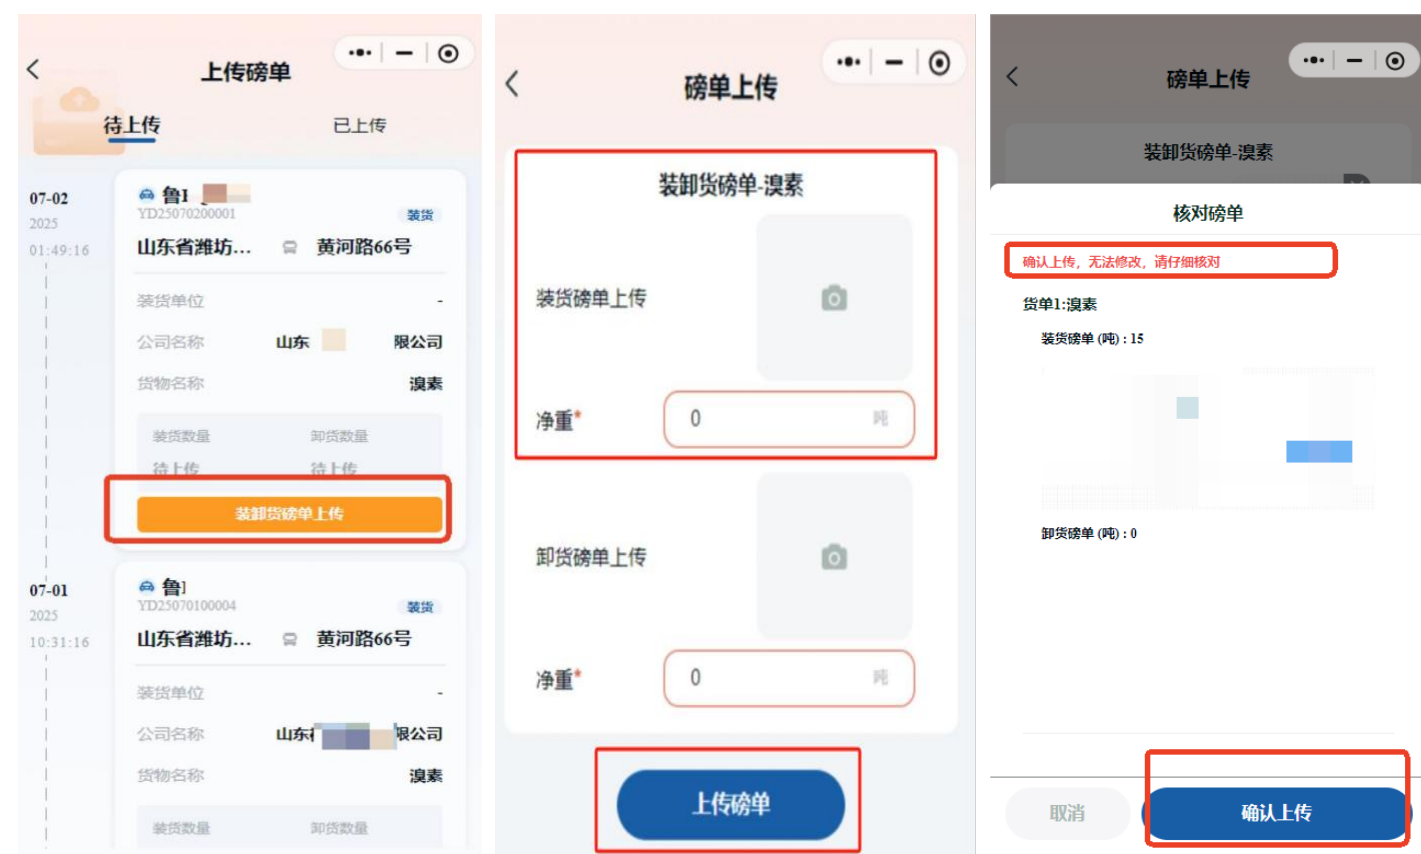 上传磅单
待上传
已上传
07-02
2025
01:49:16
鲁
YD25070200001
装货
山东省潍坊...
黄河路66号
装货单位
-
公司名称
山东
限公司
货物名称
溴素
装货数量
卸货数量
待上传
待上传
装卸货磅单上传
07-01
2025
10:31:16
鲁
YD25070100004
装货
山东省潍坊...
黄河路66号
装货单位
-
公司名称
山东
限公司
货物名称
溴素
装货数量
卸货数量
磅单上传
装卸货磅单-溴素
装货磅单上传
净重*
0
吨
卸货磅单上传
净重*
0
吨
上传磅单
磅单上传
装卸货磅单-溴素
核对磅单
确认上传，无法修改，请仔细核对
货单1:溴素
装货磅单 (吨) : 15
卸货磅单 (吨) : 0
取消
确认上传